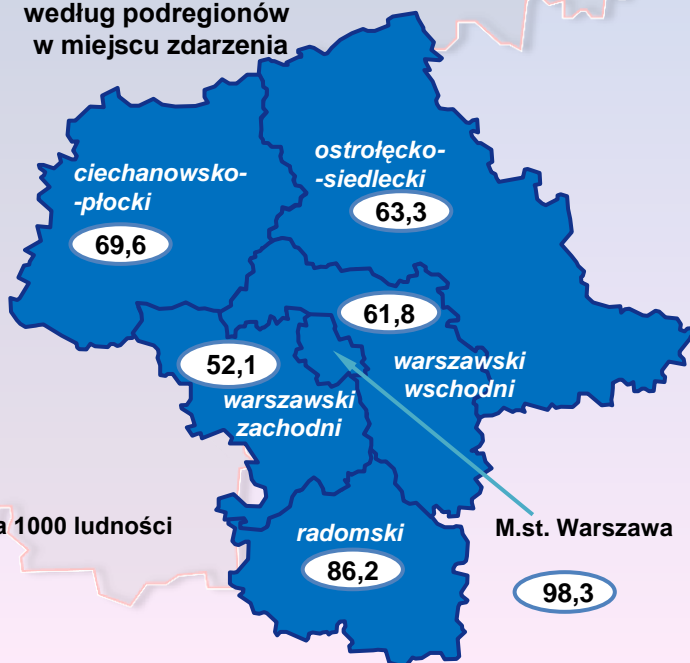 według podregionów
w miejscu zdarzenia
ciechanowsko-
-płocki
69,6
ostrołęcko-
-siedlecki
63,3
61,8
warszawski
wschodni
52,1
warszawski
zachodni
1000 ludności
radomski
86,2
M.st. Warszawa
98,3